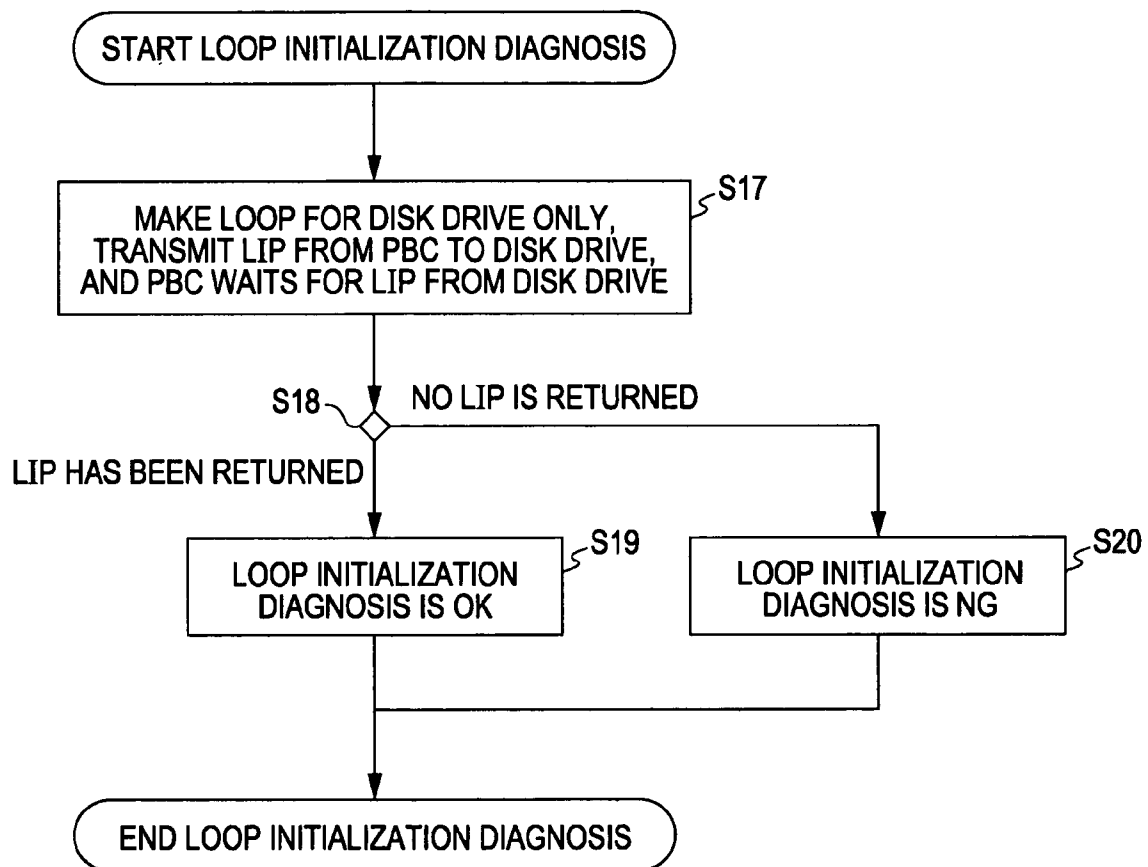 START LOOP INITIALIZATION DIAGNOSIS
S17
MAKE LOOP FOR DISK DRIVE ONLY,
TRANSMIT LIP FROM PBC TO DISK DRIVE,
AND PBC WAITS FOR LIP FROM DISK DRIVE
S18
NO LIP IS RETURNED
LIP HAS BEEN RETURNED
S19
LOOP INITIALIZATION
DIAGNOSIS IS OK
S20
LOOP INITIALIZATION
DIAGNOSIS IS NG
END LOOP INITIALIZATION DIAGNOSIS